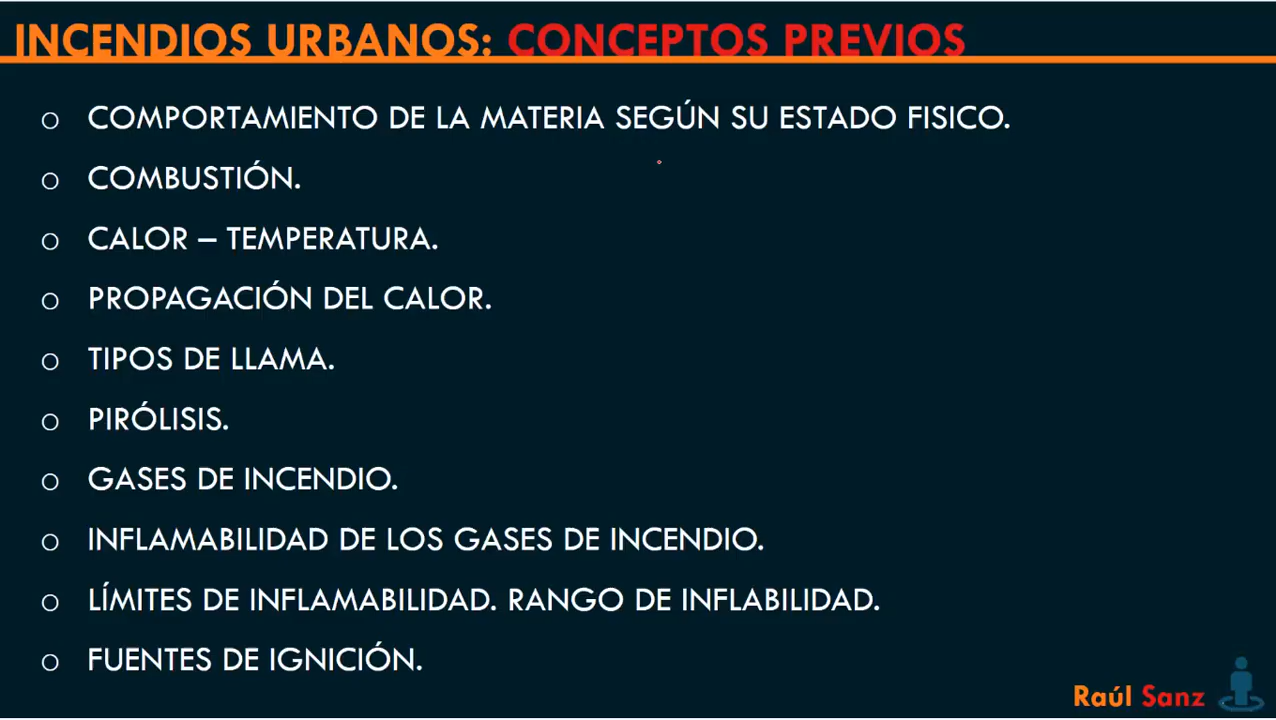 INCENDIOS URBANOS: CONCEPTOS PREVIOS
o COMPORTAMIENTO DE LA MATERIA SEGÚN SU ESTADO FISICO.
o COMBUSTIÓN.
o CALOR – TEMPERATURA.
o PROPAGACIÓN DEL CALOR.
o TIPOS DE LLAMA.
o PIRÓLISIS.
o GASES DE INCENDIO.
o INFLAMABILIDAD DE LOS GASES DE INCENDIO.
o LÍMITES DE INFLAMABILIDAD. RANGO DE INFLABILIDAD.
o FUENTES DE IGNICIÓN.
Raúl Sanz